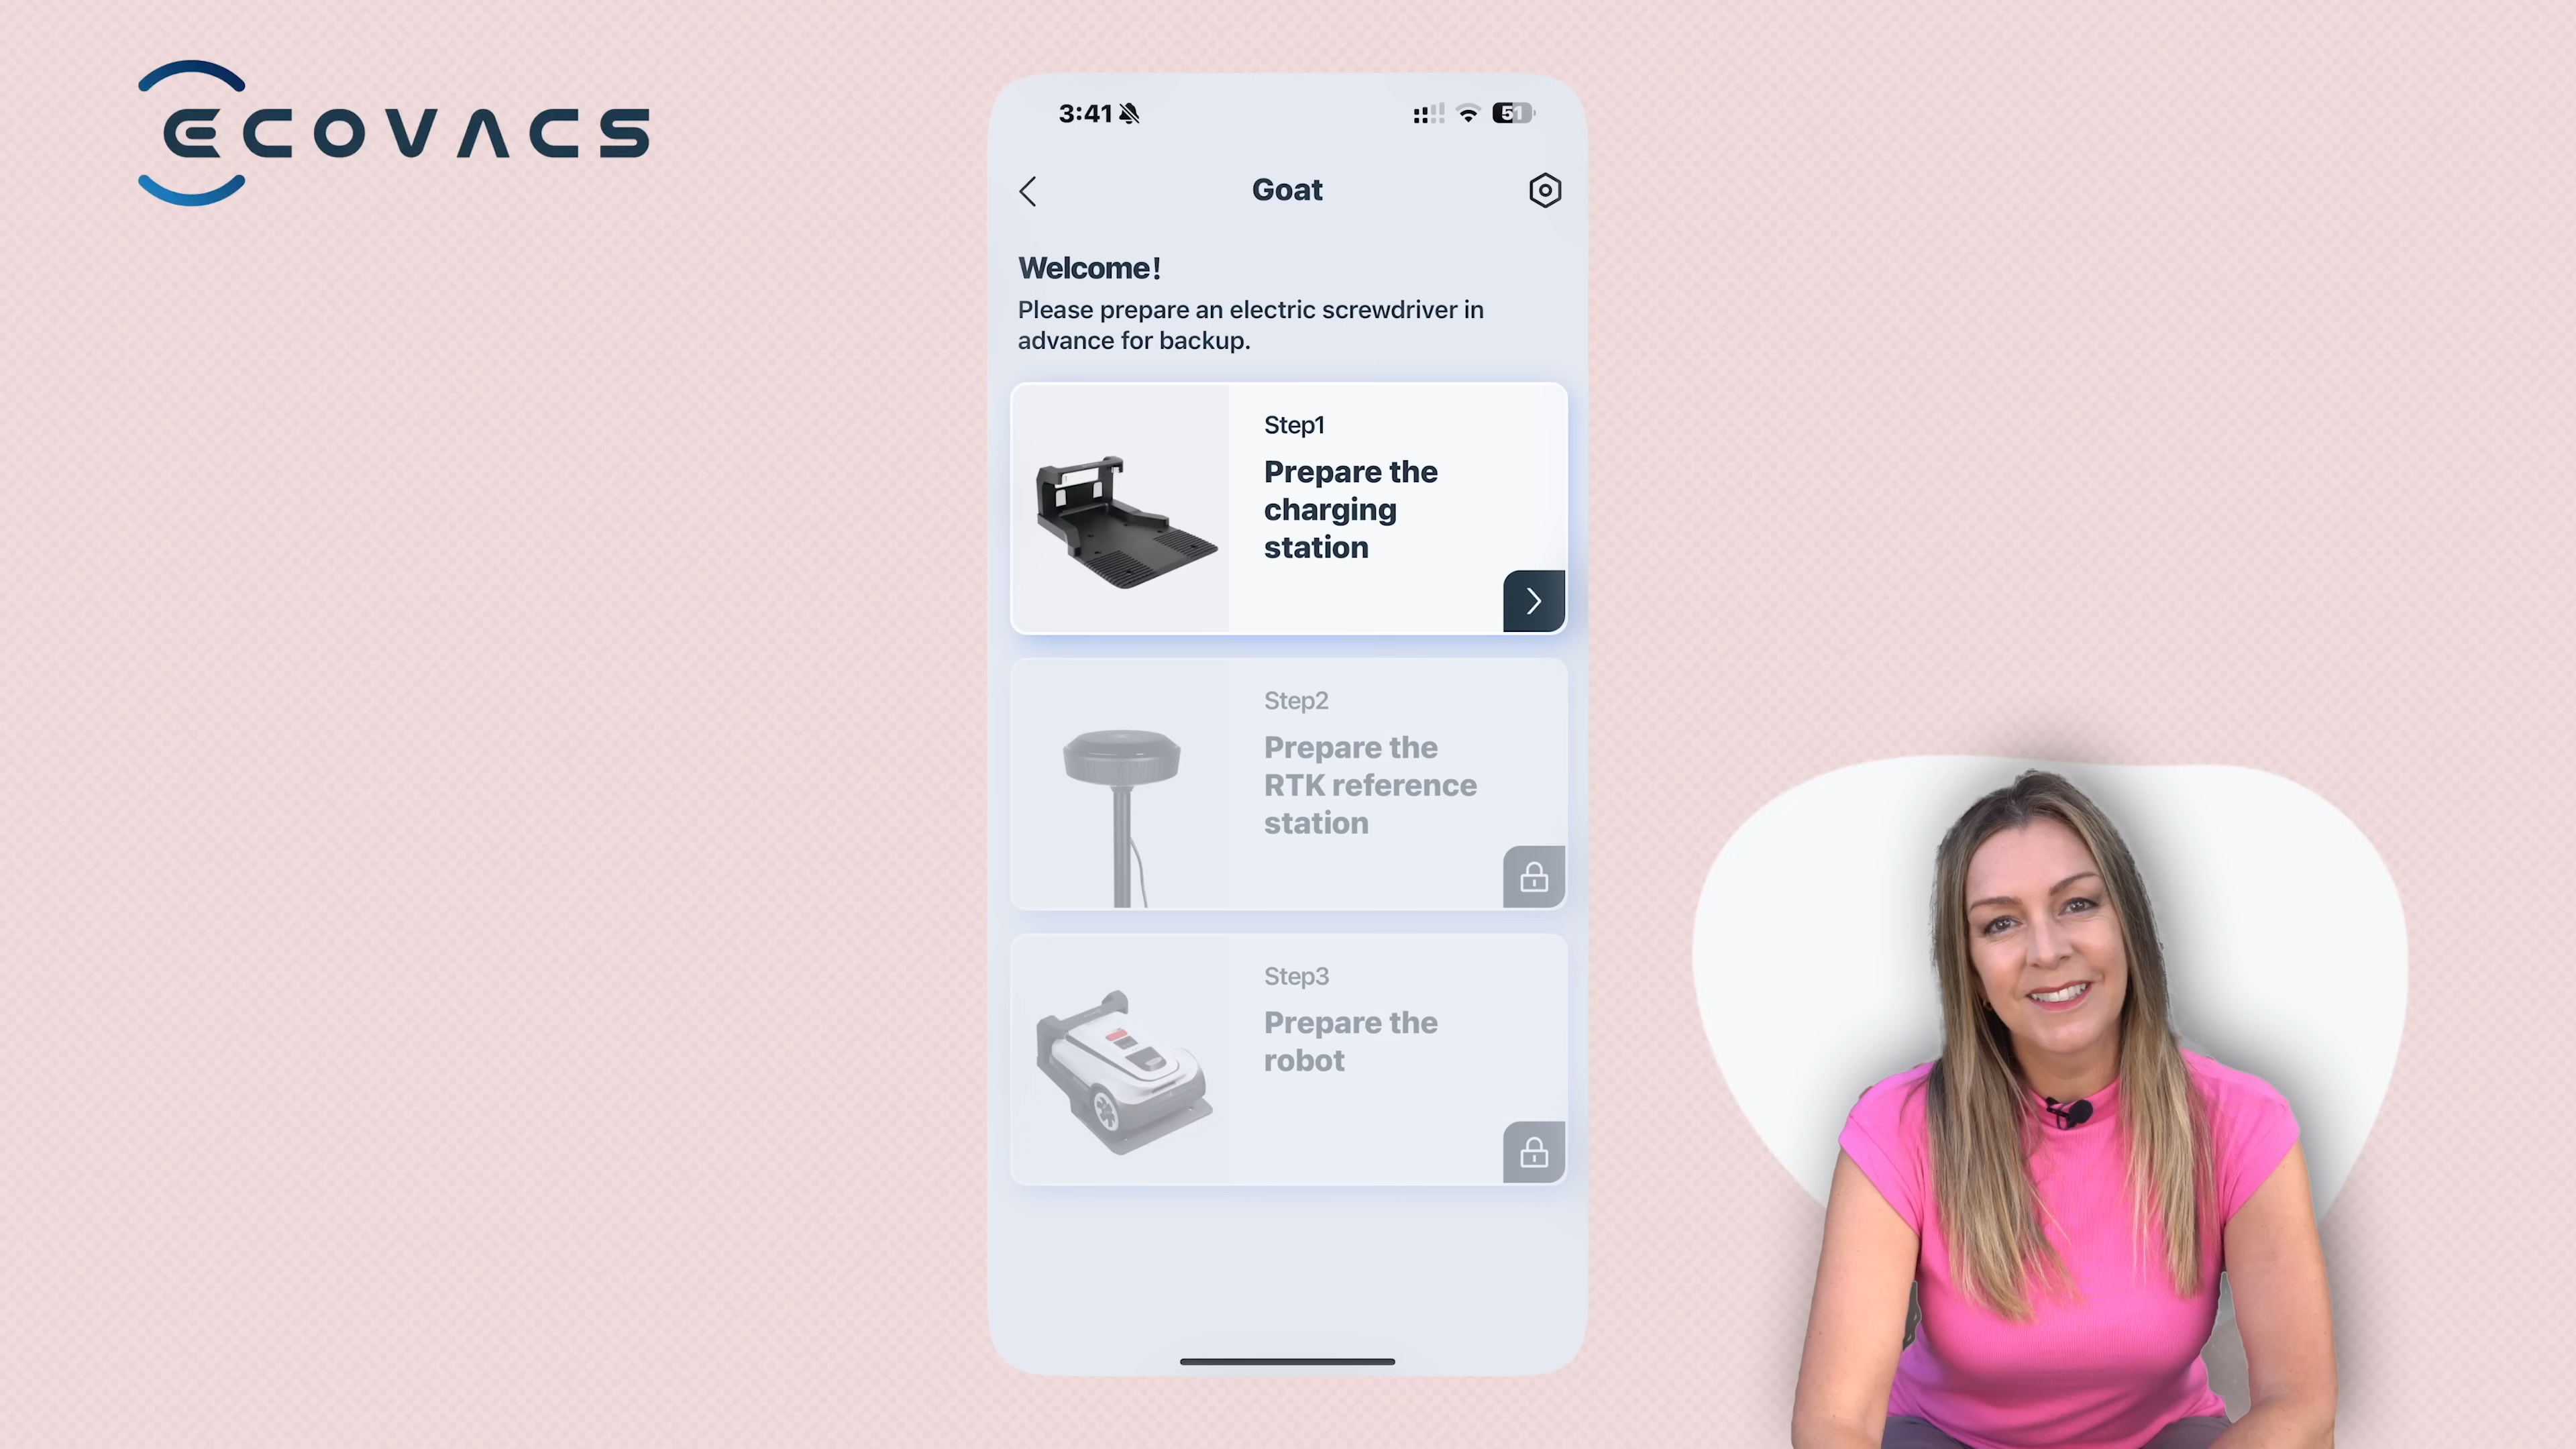 ECOVACS
3:41
51
Goat
Welcome!
Please prepare an electric screwdriver in
advance for backup.
Step1
Prepare the
charging
station
Step2
Prepare the
RTK reference
station
Step3
Prepare the
robot